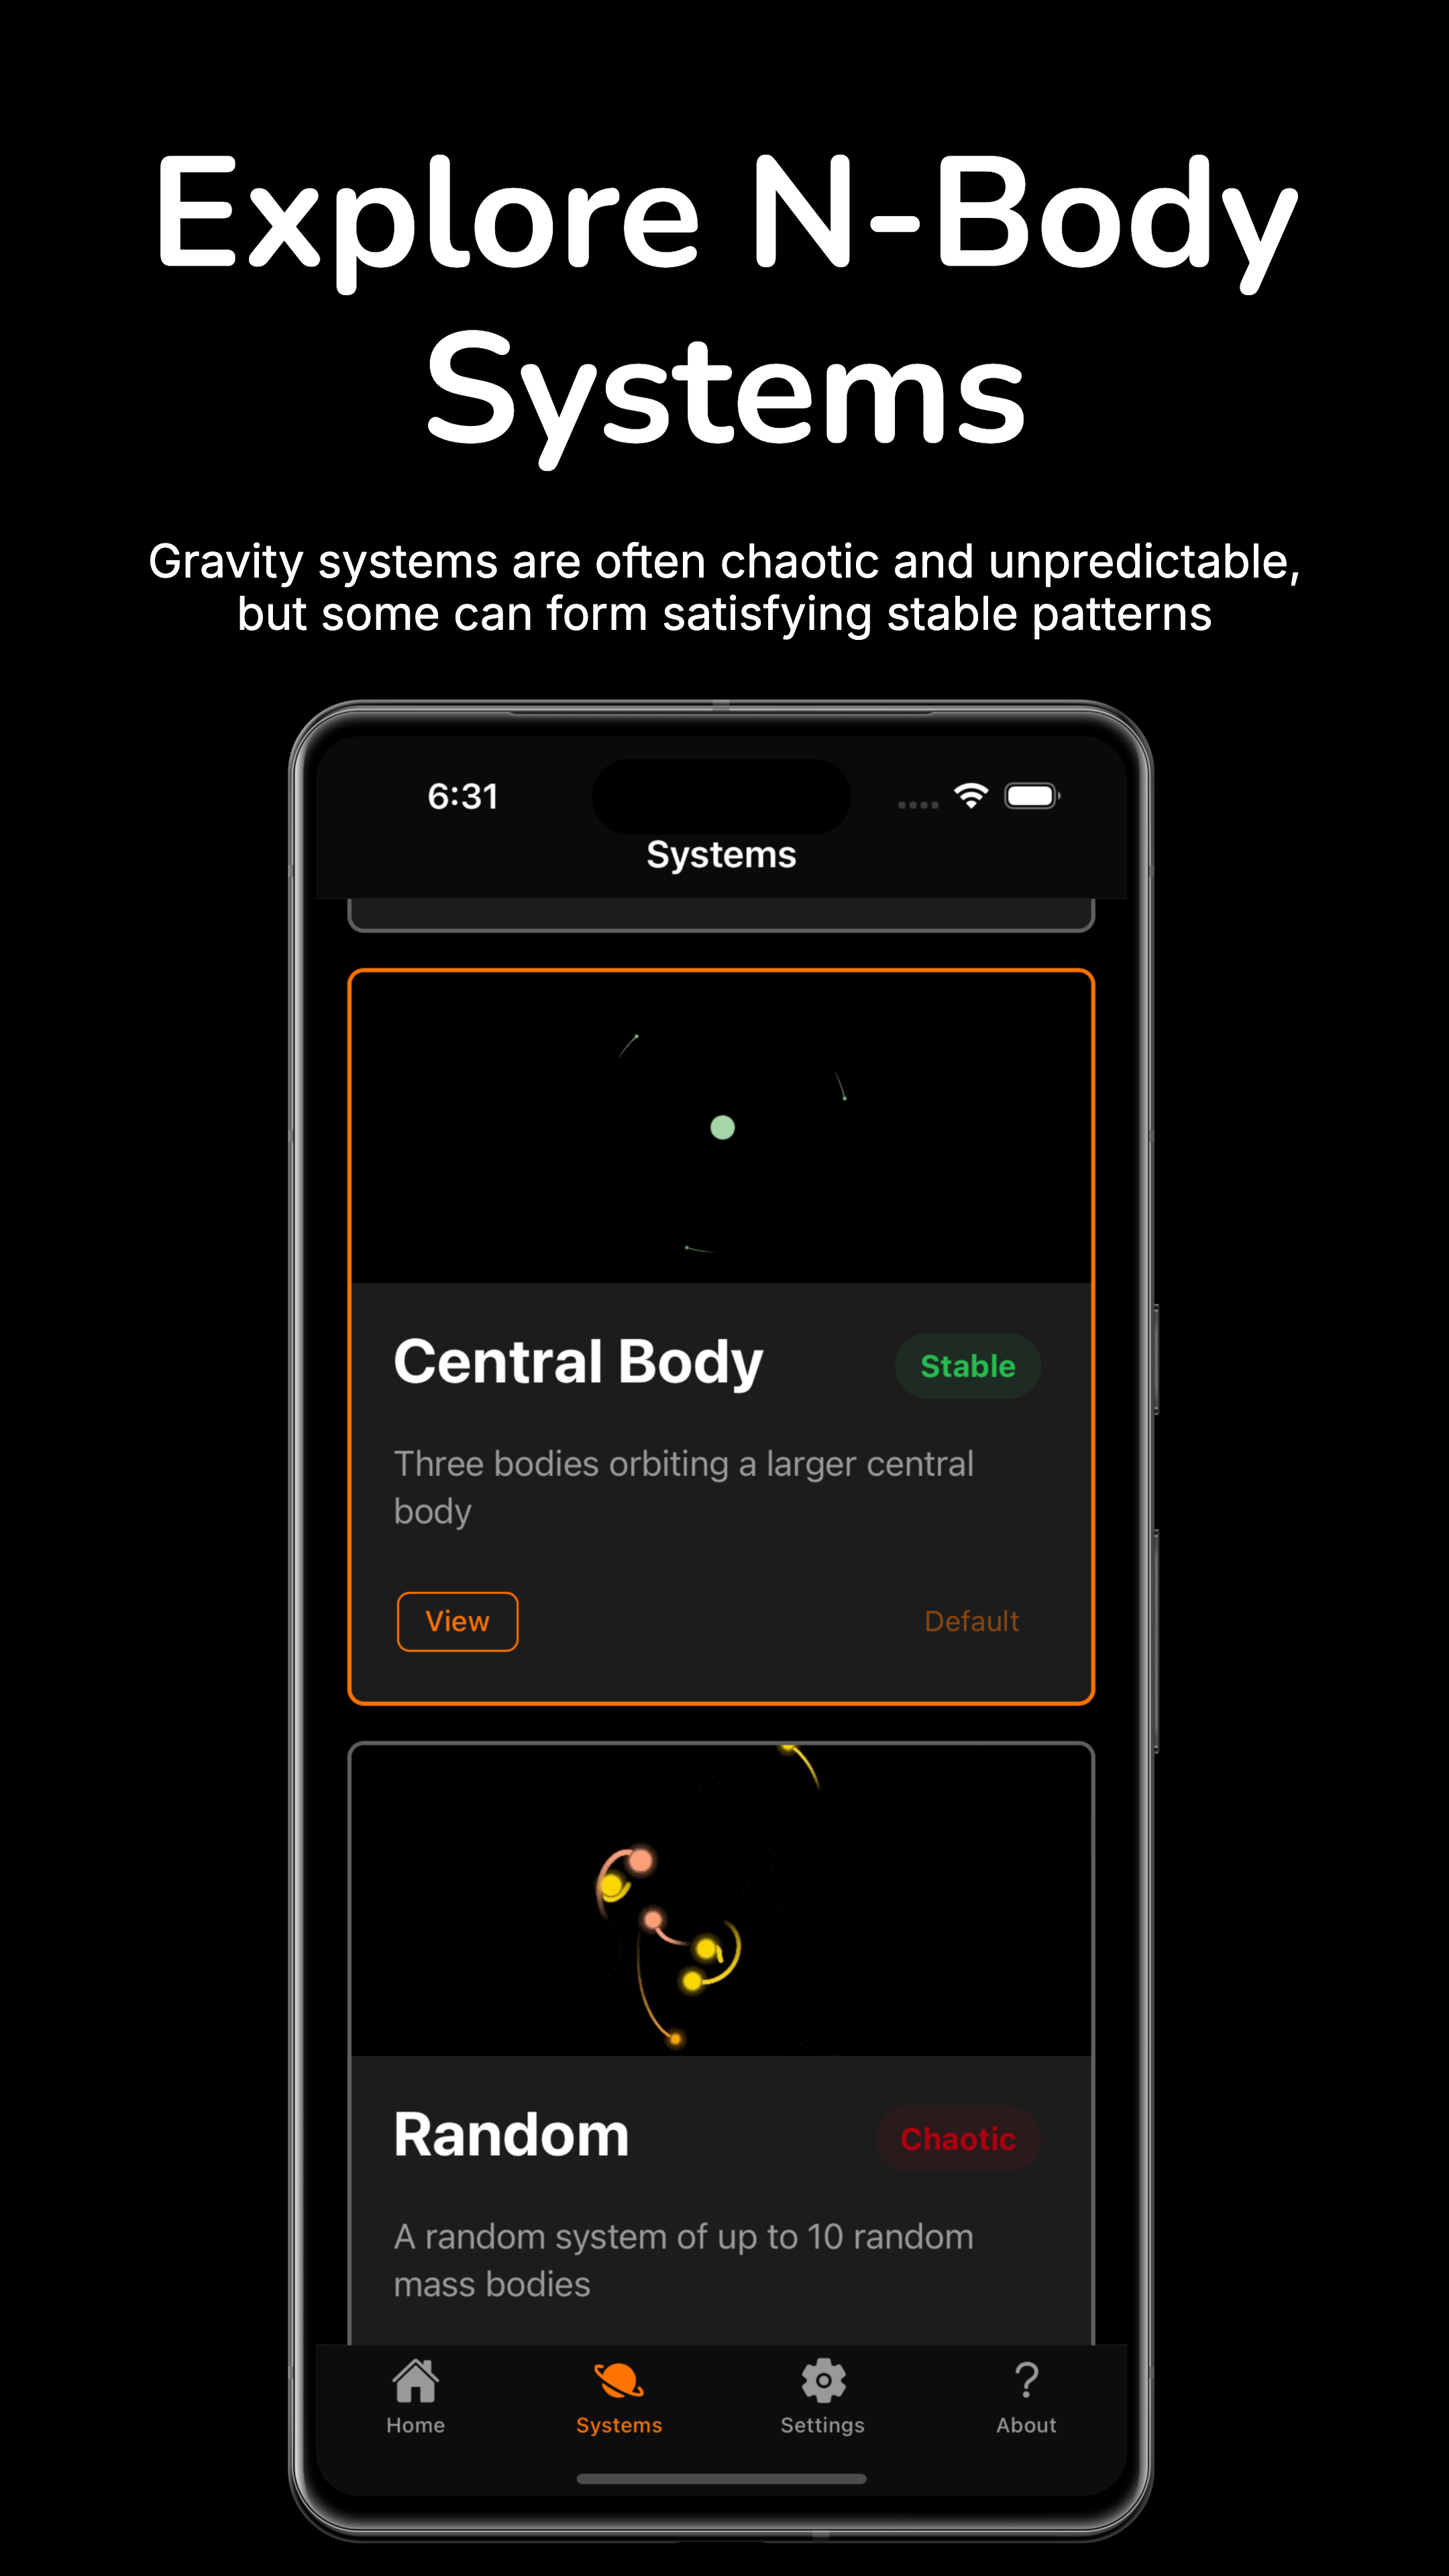 Explore N-Body
Systems
Gravity systems are often chaotic and unpredictable,
but some can form satisfying stable patterns
6:31
Systems
Central Body
Stable
Three bodies orbiting a larger central
body
View
Default
Random
Chaotic
A random system of up to 10 random
mass bodies
Home
Systems
Settings
About